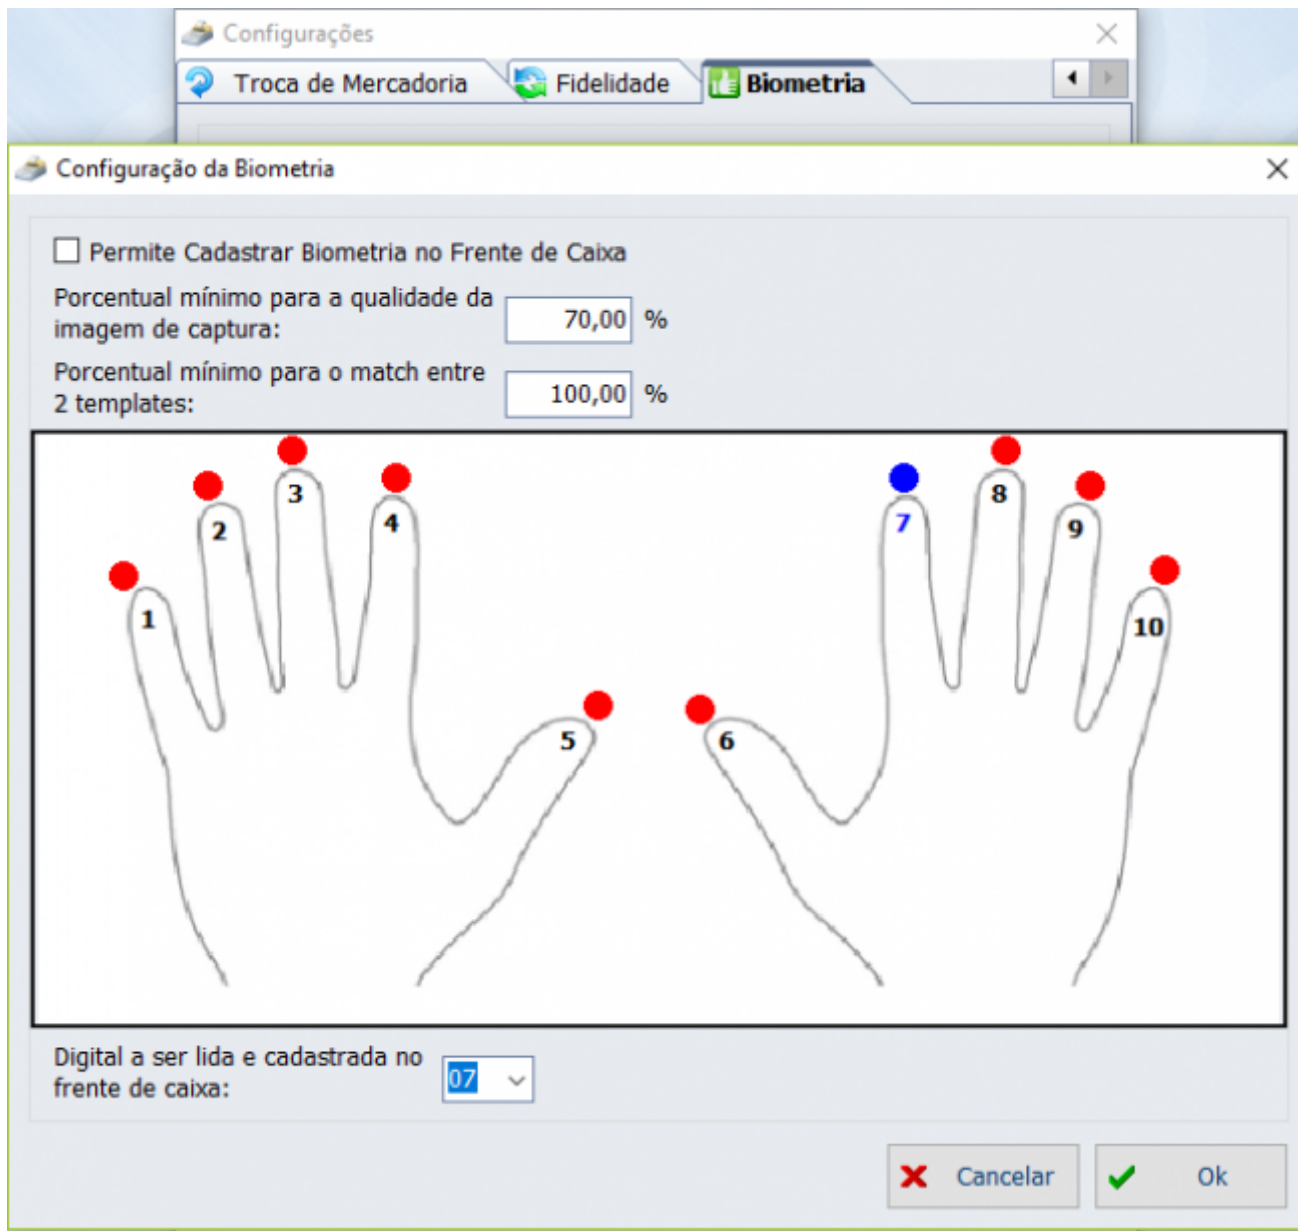 Configurações
Troca de Mercadoria
Fidelidade
Biometria
Configuração da Biometria
Permite Cadastrar Biometria no Frente de Caixa
Porcentual mínimo para a qualidade da
imagem de captura:
70,00 %
Porcentual mínimo para o match entre
2 templates:
100,00 %
1
2
3
4
5
6
7
8
9
10
Digital a ser lida e cadastrada no
frente de caixa:
07
Cancelar
Ok